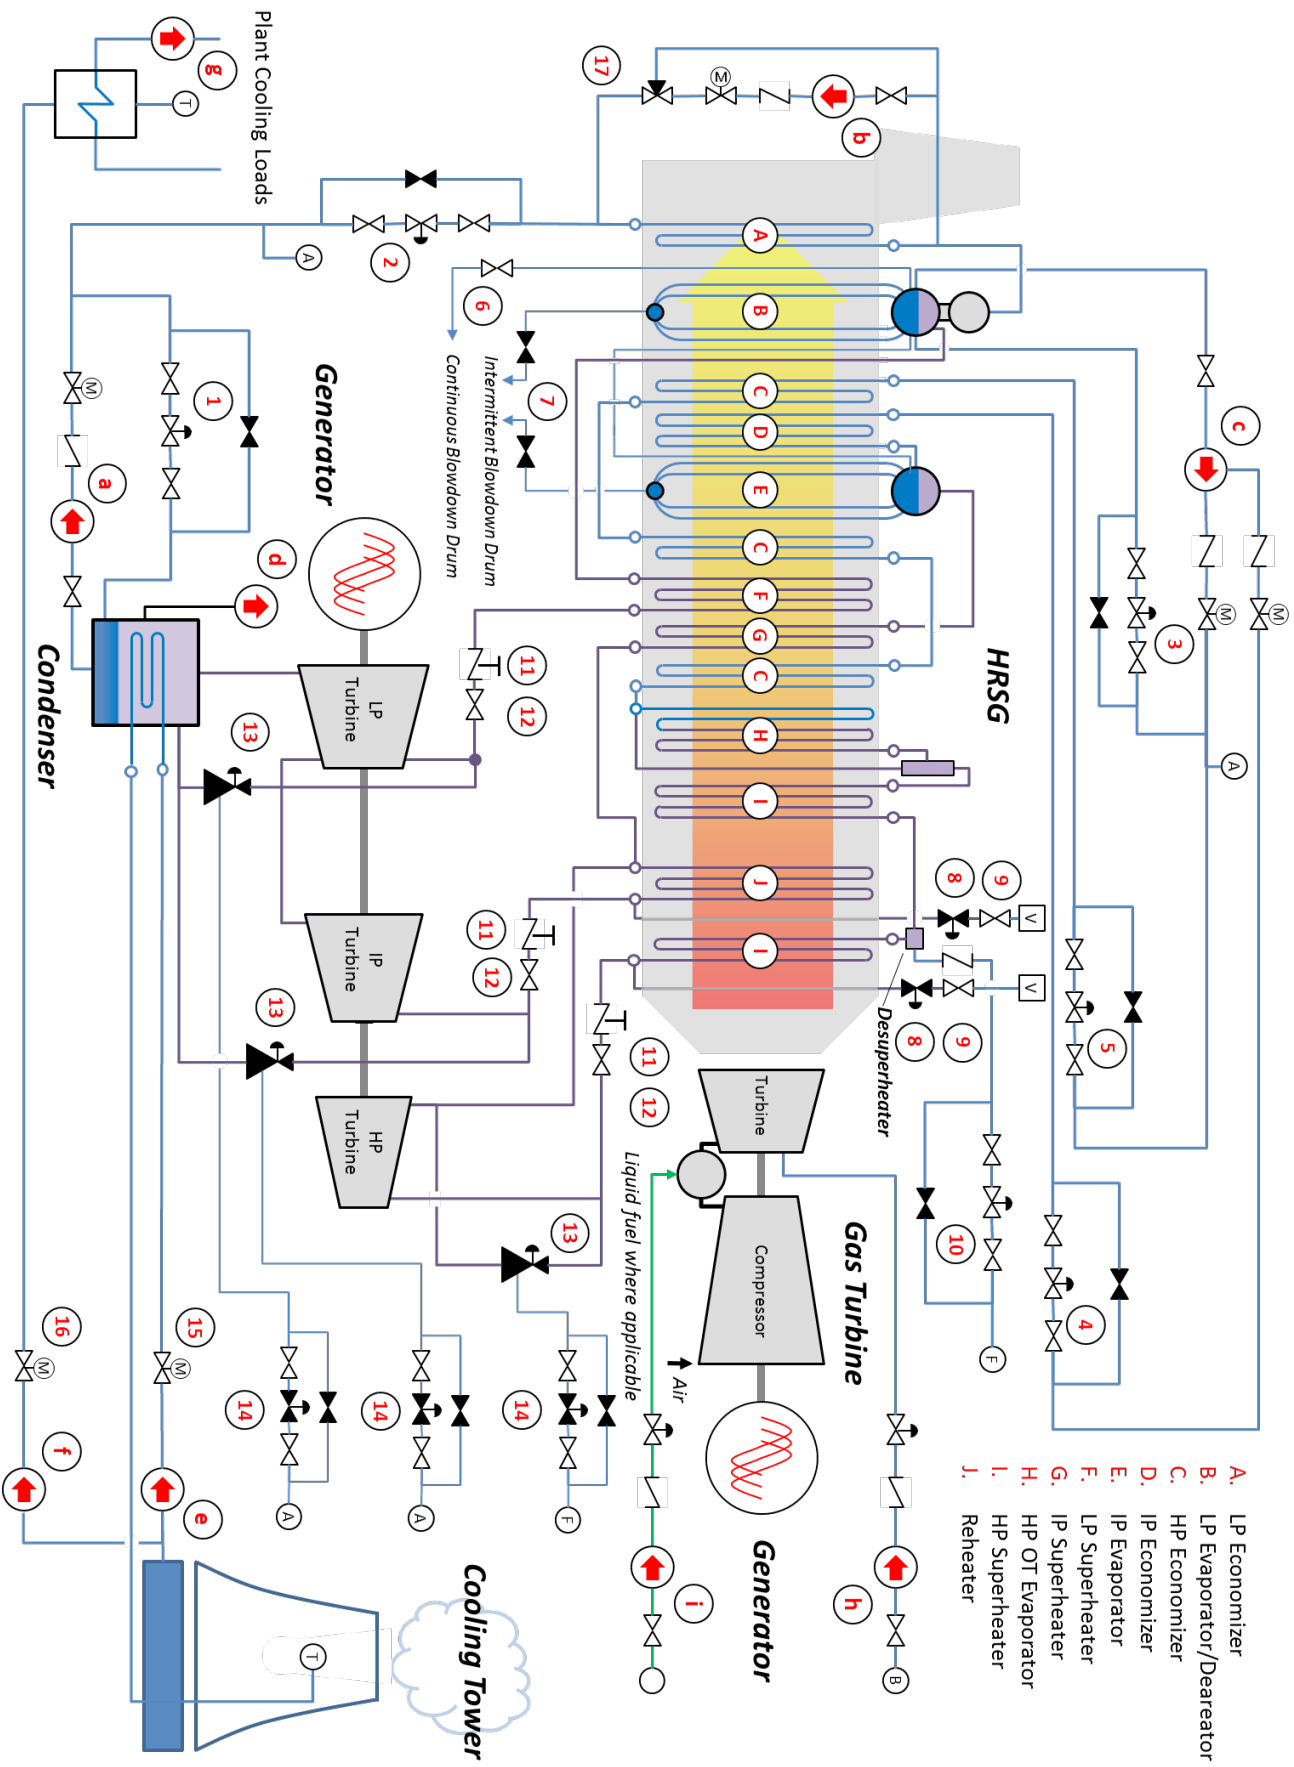 A. LP Economizer
B. LP Evaporator/Deareator
C. HP Economizer
D. IP Economizer
E. IP Evaporator
F. LP Superheater
G. IP Superheater
H. HP OT Evaporator
I. HP Superheater
J. Reheater
HRSG
Gas Turbine
Generator
Desuperheater
Turbine
Compressor
Air
Liquid fuel where applicable
Generator
Condenser
Cooling Tower
Plant Cooling Loads
Intermittent Blowdown Drum
Continuous Blowdown Drum
LP
Turbine
IP
Turbine
HP
Turbine
A
B
C
D
E
C
F
G
C
H
I
J
I
a
b
c
d
e
f
g
h
i
1
2
3
4
5
6
7
8
9
8
9
10
11
12
11
12
11
12
13
13
13
14
14
14
15
16
17
M
M
M
M
M
M
T
T
A
A
A
A
F
F
B
V
V